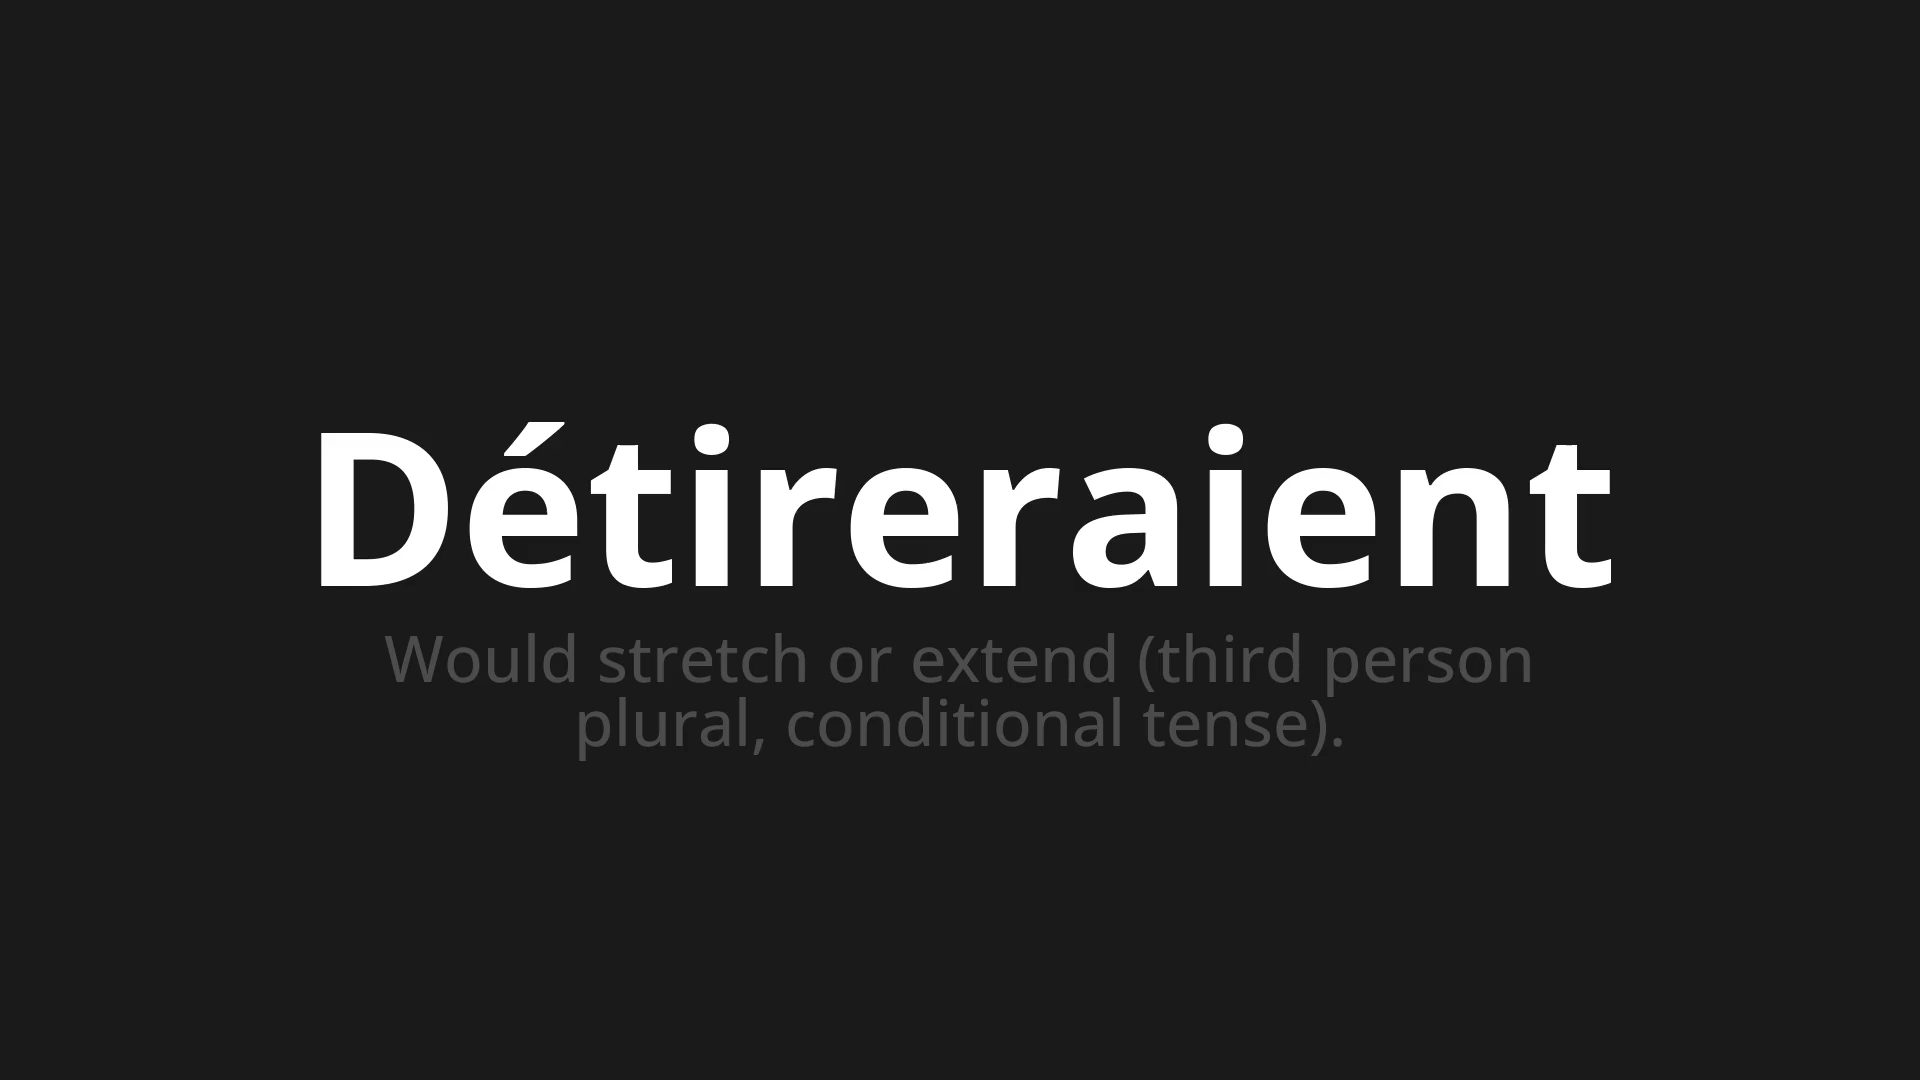 Détireraient
Would stretch or extend (third person
plural, conditional tense).